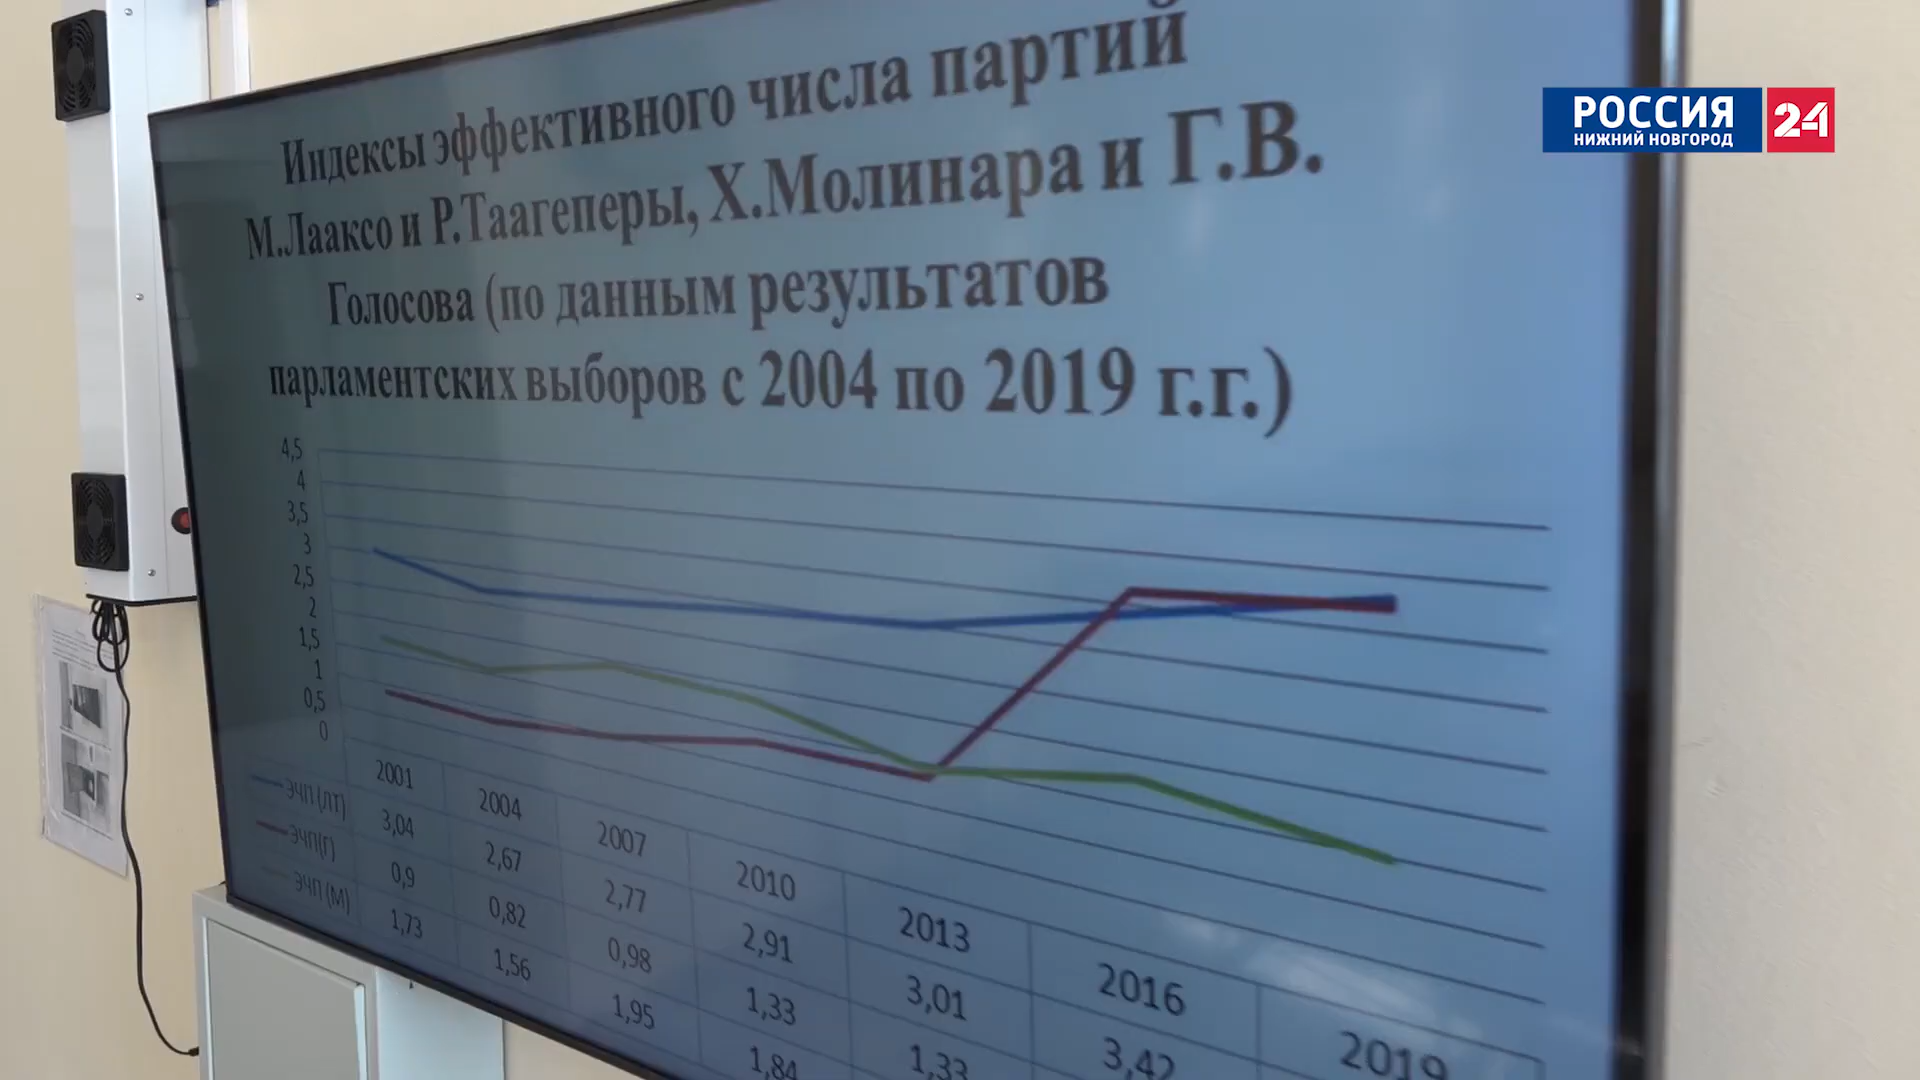 Индексы эффективного числа партий
М.Лааксо и Р.Таагеперы, Х.Молинара и Г.В.
Голосова (по данным результатов
парламентских выборов с 2004 по 2019 г.г.)
РОССИЯ 24
НИЖНИЙ НОВГОРОД
4,5
4
3,5
3
2,5
2
1,5
1
0,5
0
2001 2004 2007 2010 2013 2016 2019
ЭЧП (ЛТ) 3,04 2,67 2,77 2,91 3,01 3,42
ЭЧП(Г) 0,9 0,82 0,98 1,33 1,33
ЭЧП (М) 1,73 1,56 1,95 1,84